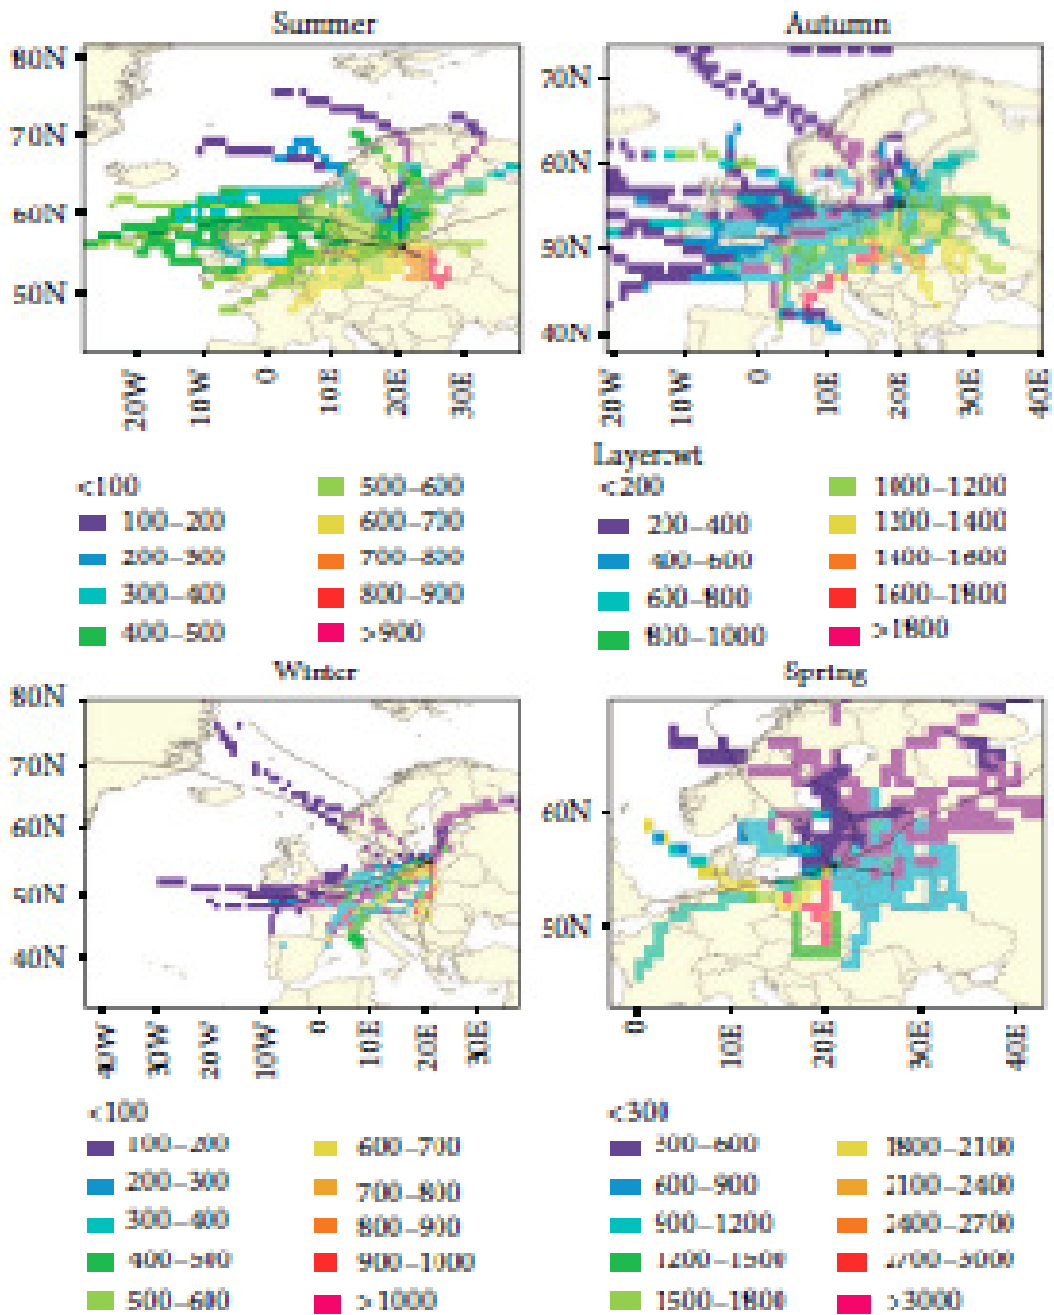 Summer
Autumn
80N
70N
60N
50N
20W
10W
0
10E
20E
30E
70N
60N
50N
40N
20W
10W
0
10E
20E
30E
40E
<100
100–200
200–300
300–400
400–500
500–600
600–700
700–800
800–900
>900
Layer:wt
<200
200–400
400–600
600–800
800–1000
1000–1200
1200–1400
1400–1600
1600–1800
>1800
Winter
Spring
80N
70N
60N
50N
40N
40W
30W
20W
10W
0
10E
20E
30E
60N
50N
0
10E
20E
30E
40E
<100
100–200
200–300
300–400
400–500
500–600
600–700
700–800
800–900
900–1000
>1000
<300
300–600
600–900
900–1200
1200–1500
1500–1800
1800–2100
2100–2400
2400–2700
2700–3000
>3000